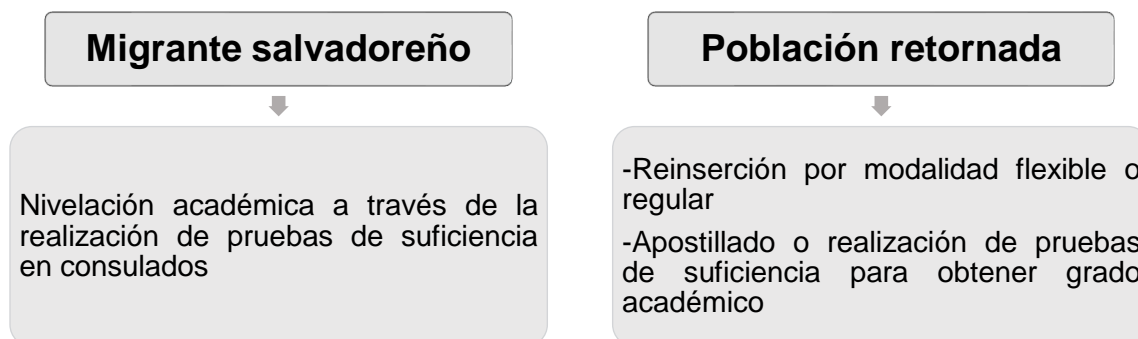 Migrante salvadoreño
Nivelación académica a través de la
realización de pruebas de suficiencia
en consulados
Población retornada
-Reinserción por modalidad flexible o
regular
-Apostillado o realización de pruebas
de suficiencia para obtener grado
académico